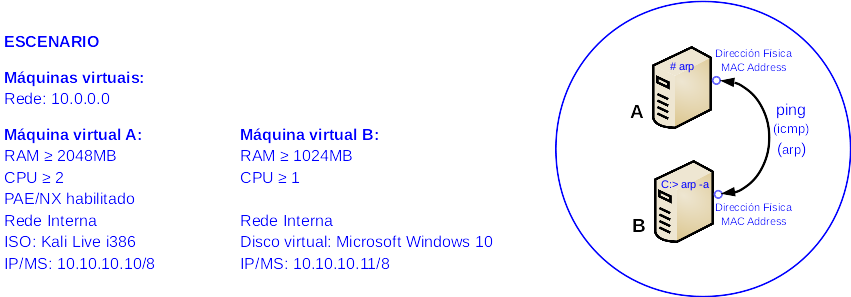 ESCENARIO
Máquinas virtuais:
Rede: 10.0.0.0
Máquina virtual A:
RAM ≥ 2048MB
CPU ≥ 2
PAE/NX habilitado
Rede Interna
ISO: Kali Live i386
IP/MS: 10.10.10.10/8
Máquina virtual B:
RAM ≥ 1024MB
CPU ≥ 1
Rede Interna
Disco virtual: Microsoft Windows 10
IP/MS: 10.10.10.11/8
Dirección Física
MAC Address
# arp
A
ping
(icmp)
(arp)
C:> arp -a
B
Dirección Física
MAC Address